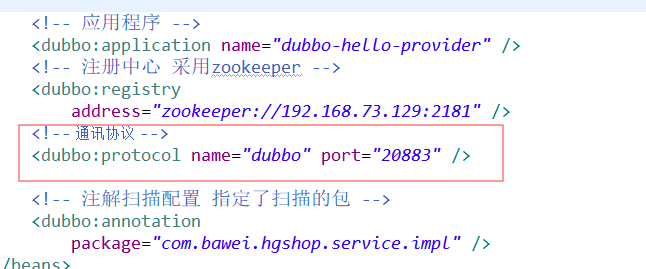 <!-- 应用程序 -->
<dubbo:application name="dubbo-hello-provider" />
<!-- 注册中心 采用zookeeper -->
<dubbo:registry
address="zookeeper://192.168.73.129:2181" />
<!-- 通讯协议 -->
<dubbo:protocol name="dubbo" port="20883" />
<!-- 注解扫描配置 指定了扫描的包 -->
<dubbo:annotation
package="com.bawei.hgshop.service.impl" />
/beans>